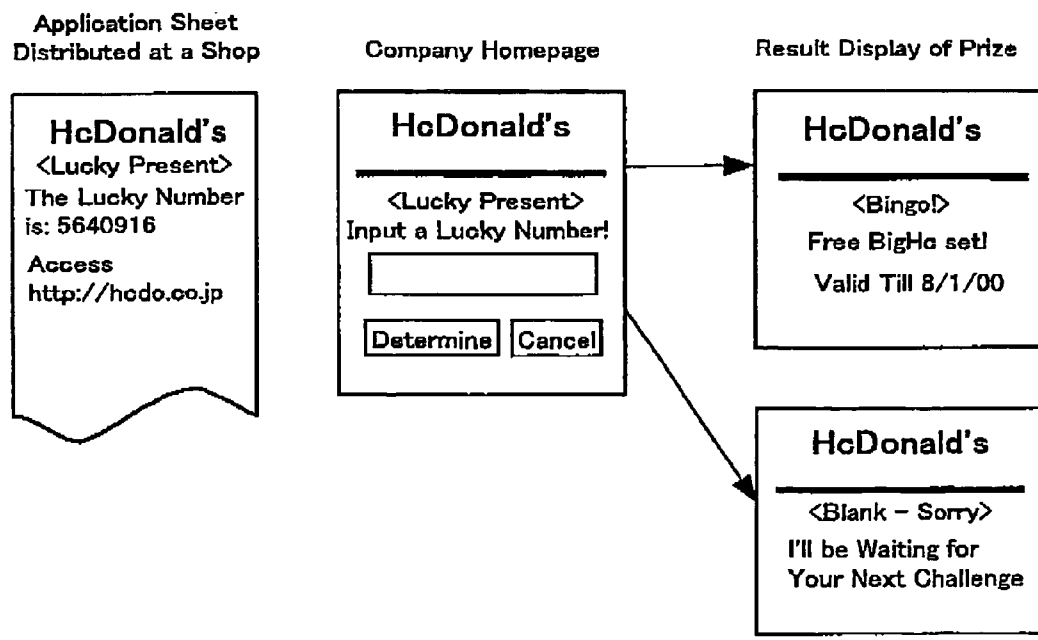 Application Sheet
Distributed at a Shop
HcDonald's
<Lucky Present>
The Lucky Number
is: 5640916
Access
http://hcdo.co.jp
Company Homepage
HcDonald's
<Lucky Present>
Input a Lucky Number!
Determine
Cancel
Result Display of Prize
HcDonald's
<Bingo!>
Free BigHc set!
Valid Till 8/1/00
HcDonald's
<Blank – Sorry>
I'll be Waiting for
Your Next Challenge